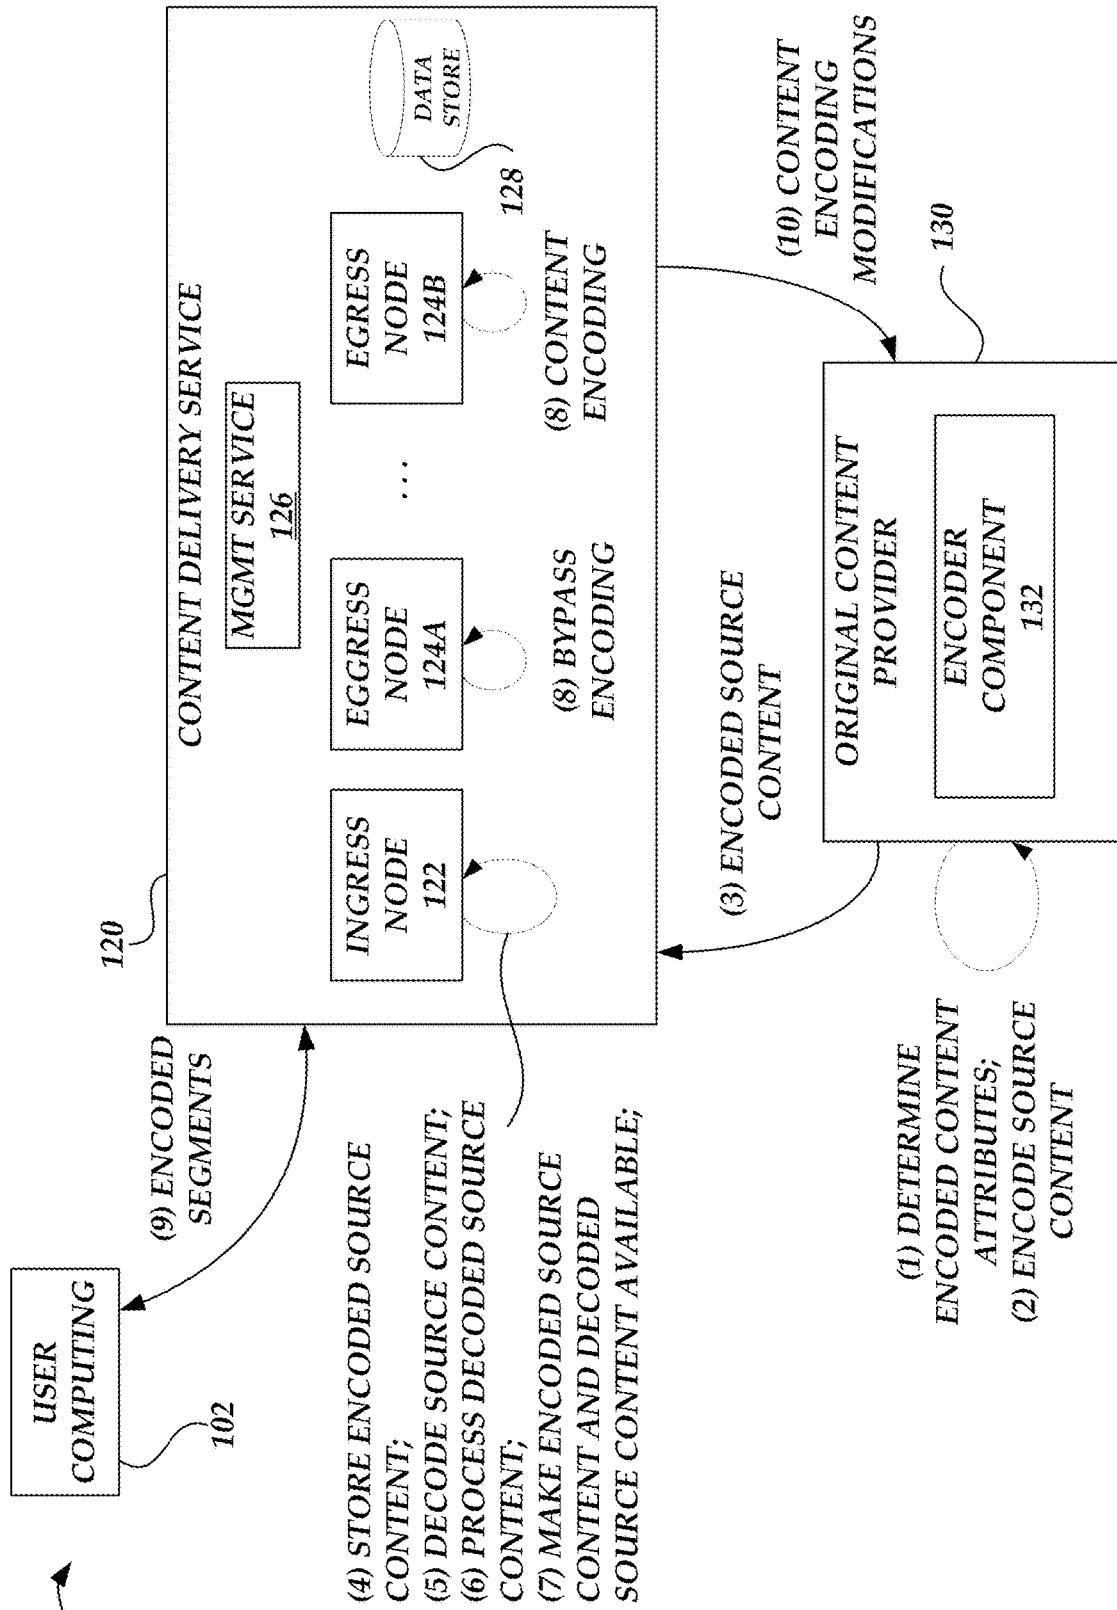 USER
COMPUTING
102
(9) ENCODED
SEGMENTS
120
CONTENT DELIVERY SERVICE
MGMT SERVICE
126
INGRESS
NODE
122
EGGRESS
NODE
124A
...
EGRESS
NODE
124B
DATA
STORE
128
(8) BYPASS
ENCODING
(8) CONTENT
ENCODING
(4) STORE ENCODED SOURCE
CONTENT;
(5) DECODE SOURCE CONTENT;
(6) PROCESS DECODED SOURCE
CONTENT;
(7) MAKE ENCODED SOURCE
CONTENT AND DECODED
SOURCE CONTENT AVAILABLE;
(3) ENCODED SOURCE
CONTENT
(10) CONTENT
ENCODING
MODIFICATIONS
130
ORIGINAL CONTENT
PROVIDER
ENCODER
COMPONENT
132
(1) DETERMINE
ENCODED CONTENT
ATTRIBUTES;
(2) ENCODE SOURCE
CONTENT